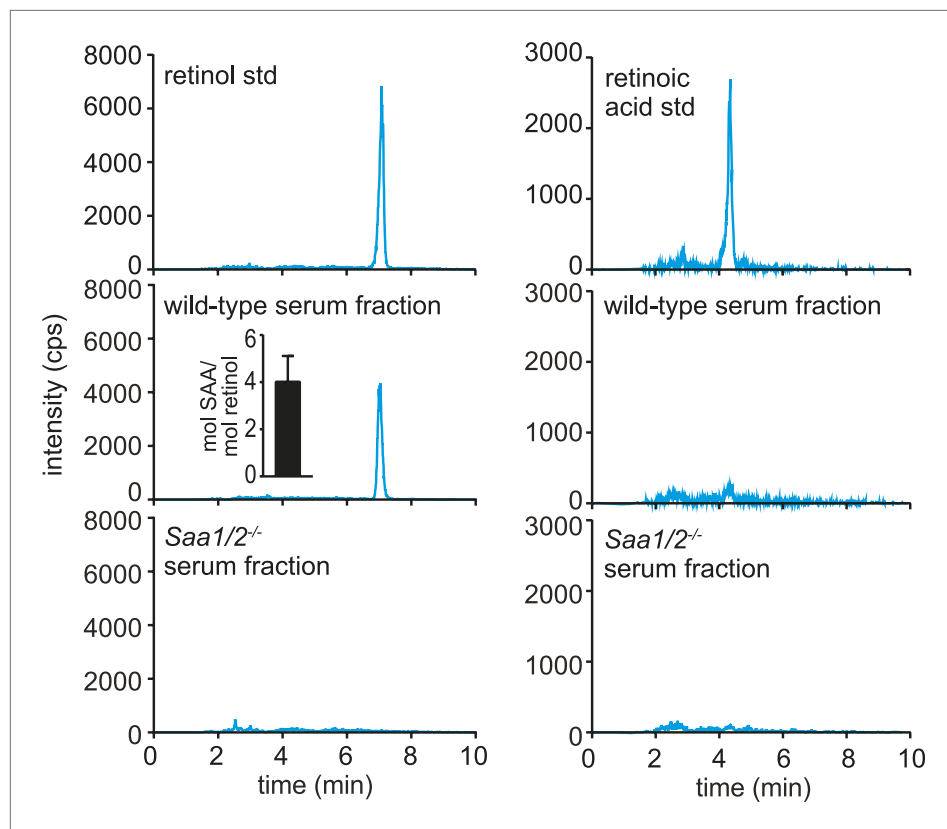 8000
6000
4000
2000
0
retinol std
3000
2000
1000
0
retinoic
acid std
8000
6000
4000
2000
0
wild-type serum fraction
6
4
2
0
mol SAA/
mol retinol
3000
2000
1000
0
wild-type serum fraction
intensity (cps)
8000
6000
4000
2000
0
Saa1/2-/-
serum fraction
0 2 4 6 8 10
time (min)
3000
2000
1000
0
Saa1/2-/-
serum fraction
0 2 4 6 8 10
time (min)